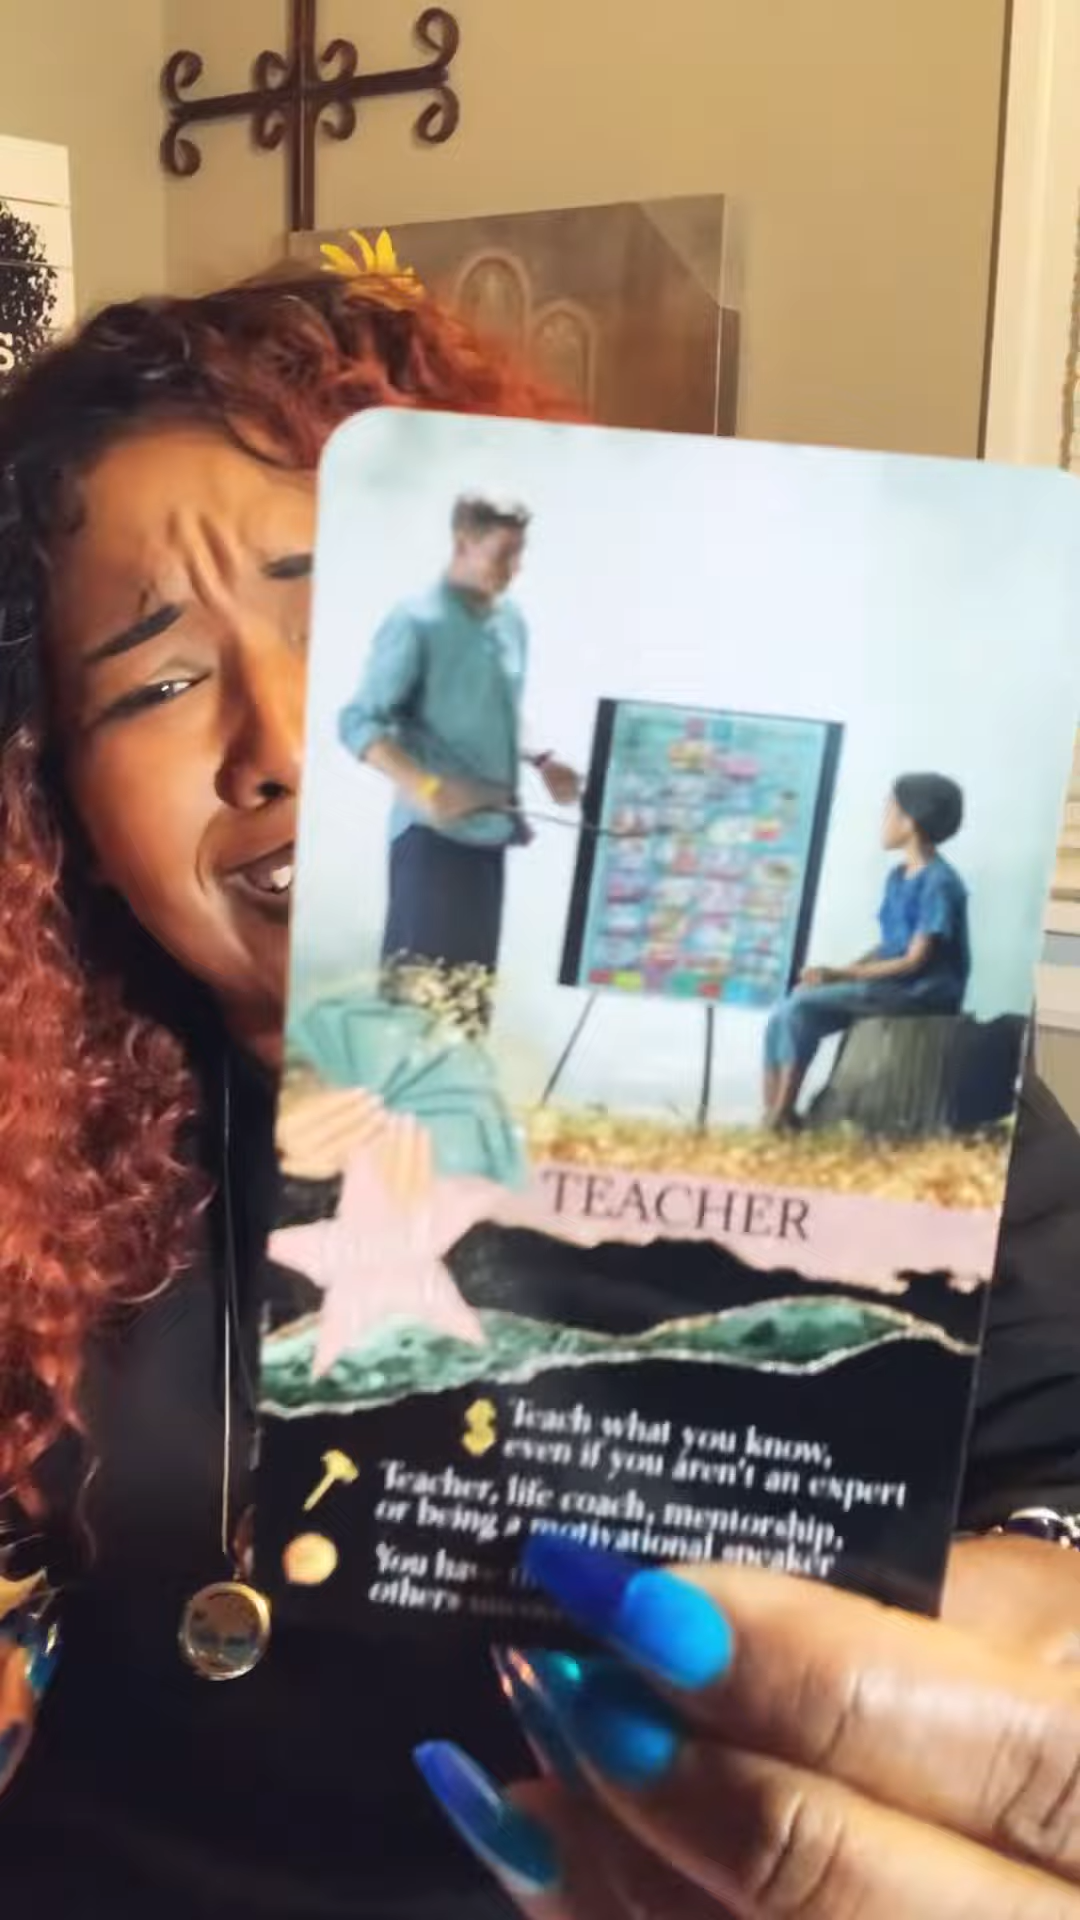 S
TEACHER
Teach what you know,
even if you aren't an expert
Teacher, life coach, mentorship,
or being a motivational speaker
You have
others